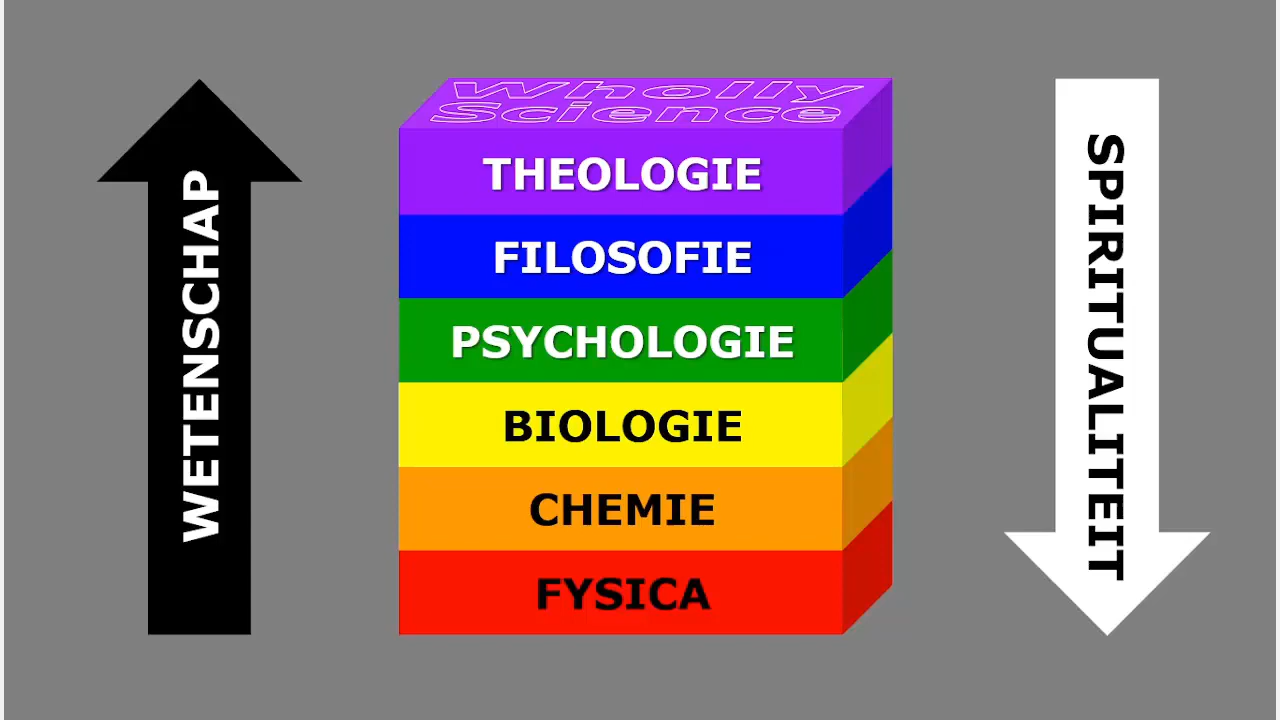 WETENSCHAP
Wholly
Science
THEOLOGIE
FILOSOFIE
PSYCHOLOGIE
BIOLOGIE
CHEMIE
FYSICA
SPIRITUALITEIT